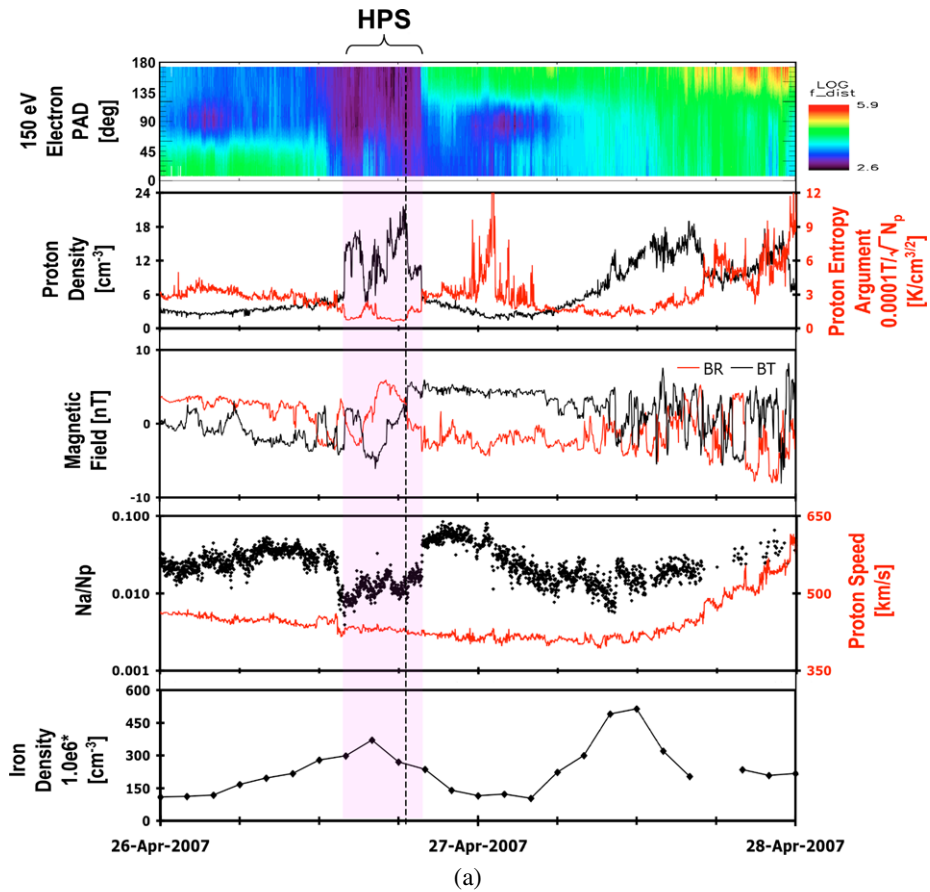 HPS
150 eV
Electron
PAD
[deg]
180
135
90
45
0
LOG
f_dist
5.9
2.6
Proton
Density
[cm-3]
24
18
12
6
0
12
9
6
3
0
Proton Entropy
Argument
0.0001T/√Np
[K/cm3/2]
Magnetic
Field [nT]
10
0
-10
BR
BT
Na/Np
0.100
0.010
0.001
650
500
350
Proton Speed
[km/s]
Iron
Density
1.0e6*
[cm-3]
600
450
300
150
0
26-Apr-2007
27-Apr-2007
28-Apr-2007
(a)